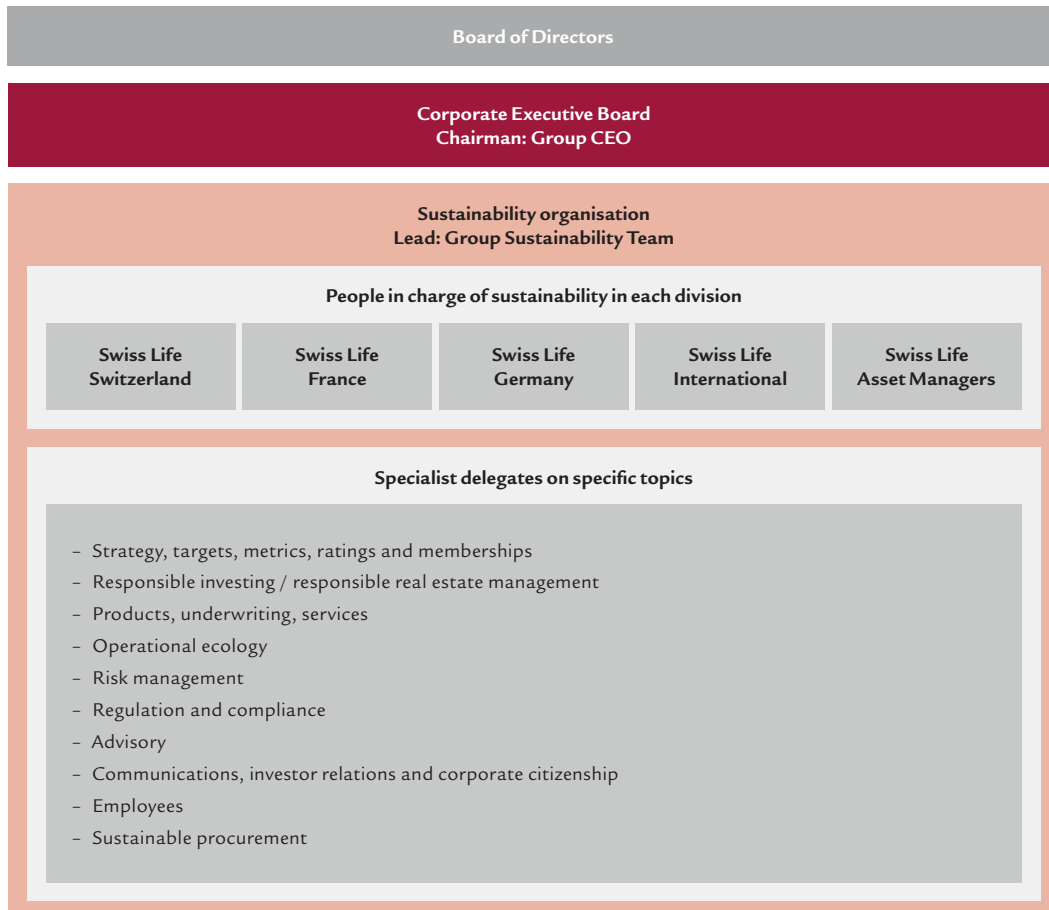 Board of Directors
Corporate Executive Board
Chairman: Group CEO
Sustainability organisation
Lead: Group Sustainability Team
People in charge of sustainability in each division
Swiss Life
Switzerland
Swiss Life
France
Swiss Life
Germany
Swiss Life
International
Swiss Life
Asset Managers
Specialist delegates on specific topics
– Strategy, targets, metrics, ratings and memberships
– Responsible investing / responsible real estate management
– Products, underwriting, services
– Operational ecology
– Risk management
– Regulation and compliance
– Advisory
– Communications, investor relations and corporate citizenship
– Employees
– Sustainable procurement